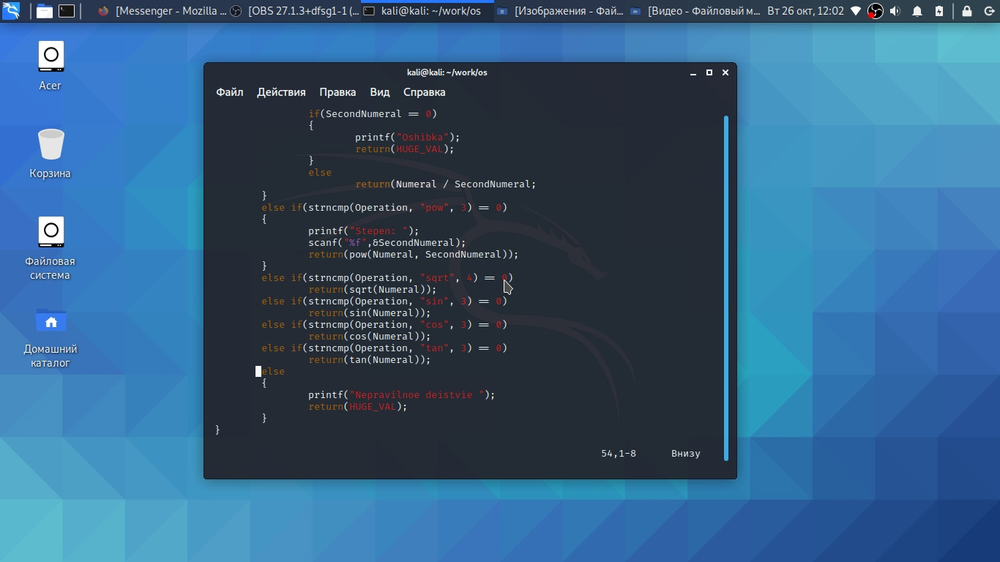 [Messenger - Mozilla ... [OBS 27.1.3+dfsg1-1 (... kali@kali: ~/work/os [Изображения - Фай... [Видео - Файловый м... Вт 26 окт, 12:02
Acer
Корзина
Файловая
система
Домашний
каталог
kali@kali: ~/work/os
Файл Действия Правка Вид Справка
if(SecondNumeral == 0)
{
printf("Oshibka");
return(HUGE_VAL);
}
else
return(Numeral / SecondNumeral;
}
else if(strncmp(Operation, "pow", 3) == 0)
{
printf("Stepen: ");
scanf("%f",&SecondNumeral);
return(pow(Numeral, SecondNumeral));
}
else if(strncmp(Operation, "sqrt", 4) == 0)
return(sqrt(Numeral));
else if(strncmp(Operation, "sin", 3) == 0)
return(sin(Numeral));
else if(strncmp(Operation, "cos", 3) == 0)
return(cos(Numeral));
else if(strncmp(Operation, "tan", 3) == 0)
return(tan(Numeral));
else
{
printf("Nepravilnoe deistvie ");
return(HUGE_VAL);
}
}
54,1-8 Внизу